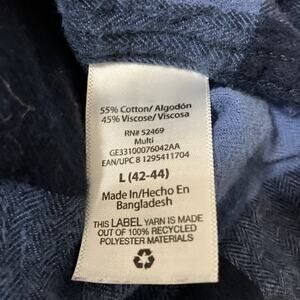 55% Cotton/ Algodón
45% Viscose/ Viscosa
RN# 52469
Multi
GE33100076042AA
EAN/UPC 8 1295411704
L (42-44)
Made In/Hecho En
Bangladesh
THIS LABEL YARN IS MADE
OUT OF 100% RECYCLED
POLYESTER MATERIALS